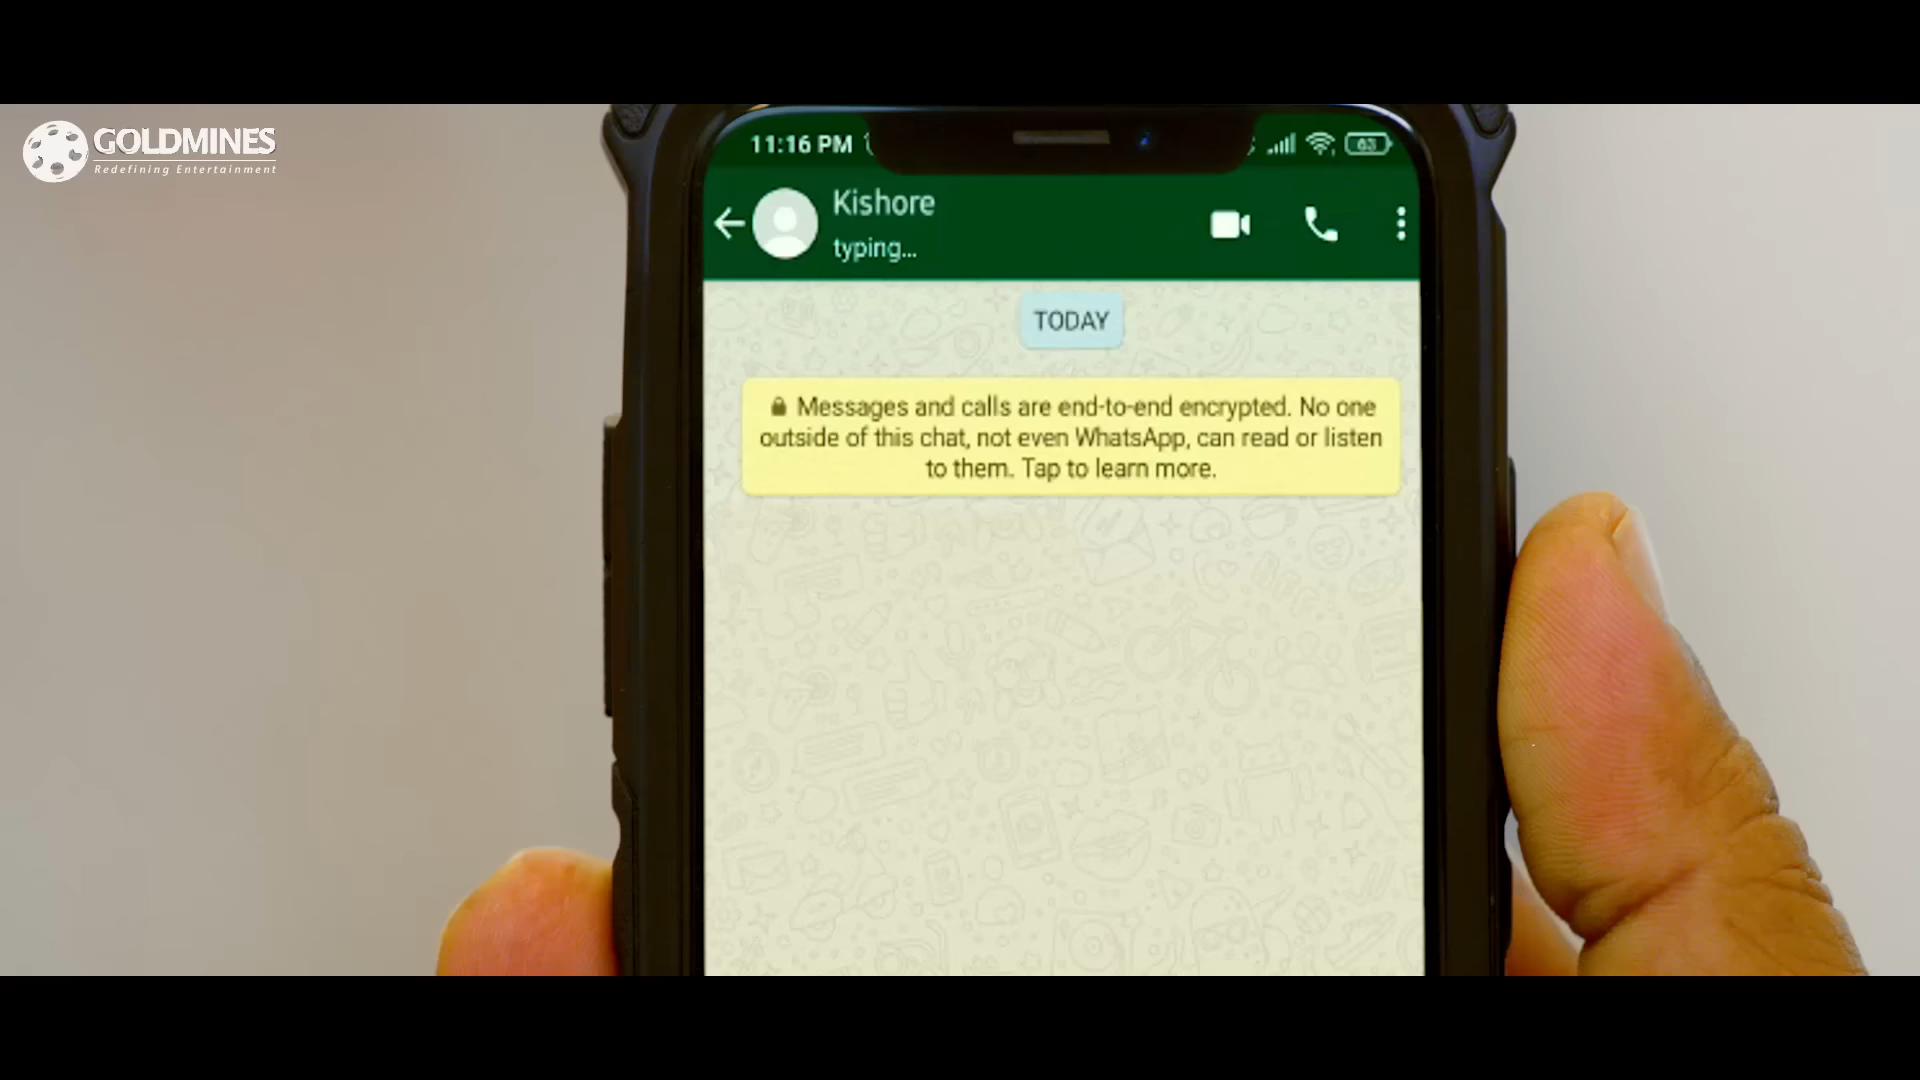 GOLDMINES
Redefining Entertainment
11:16 PM
63
Kishore
typing...
TODAY
Messages and calls are end-to-end encrypted. No one
outside of this chat, not even WhatsApp, can read or listen
to them. Tap to learn more.